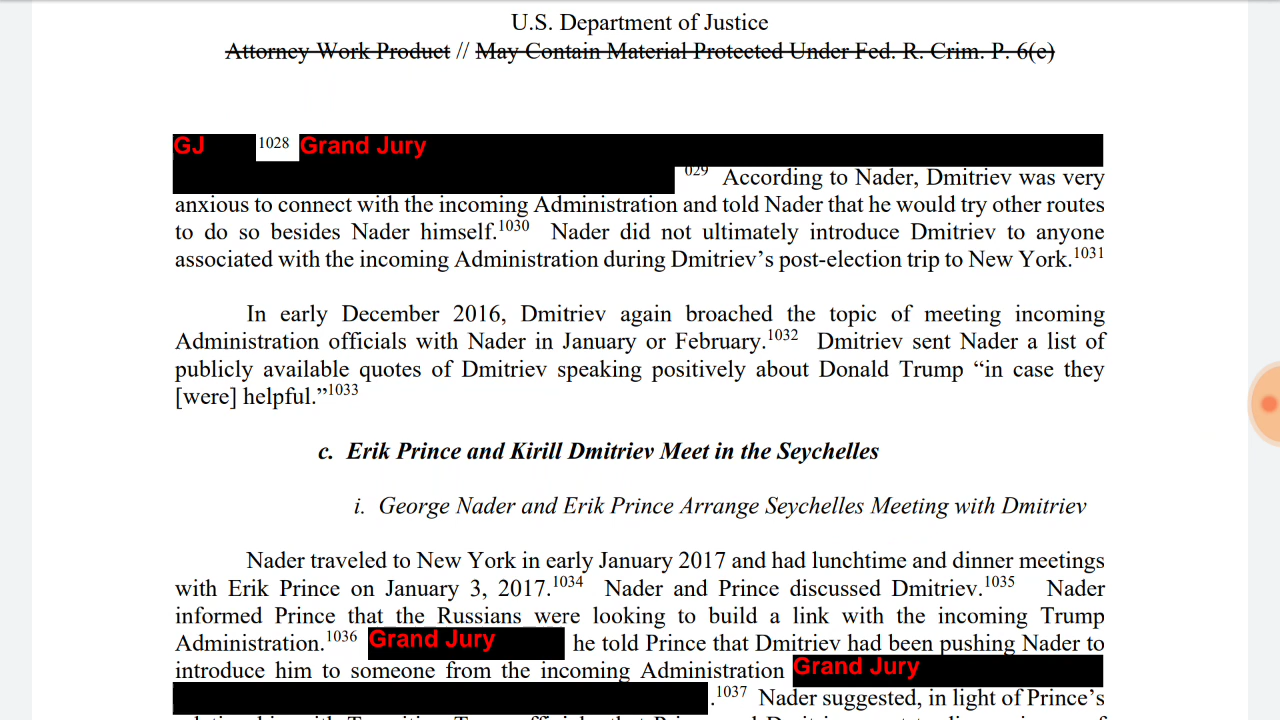 U.S. Department of Justice
Attorney Work Product // May Contain Material Protected Under Fed. R. Crim. P. 6(e)
GJ 1028 Grand Jury
029 According to Nader, Dmitriev was very
anxious to connect with the incoming Administration and told Nader that he would try other routes
to do so besides Nader himself.1030 Nader did not ultimately introduce Dmitriev to anyone
associated with the incoming Administration during Dmitriev’s post-election trip to New York.1031
In early December 2016, Dmitriev again broached the topic of meeting incoming
Administration officials with Nader in January or February.1032 Dmitriev sent Nader a list of
publicly available quotes of Dmitriev speaking positively about Donald Trump “in case they
[were] helpful.”1033
c. Erik Prince and Kirill Dmitriev Meet in the Seychelles
i. George Nader and Erik Prince Arrange Seychelles Meeting with Dmitriev
Nader traveled to New York in early January 2017 and had lunchtime and dinner meetings
with Erik Prince on January 3, 2017.1034 Nader and Prince discussed Dmitriev.1035 Nader
informed Prince that the Russians were looking to build a link with the incoming Trump
Administration.1036 Grand Jury he told Prince that Dmitriev had been pushing Nader to
introduce him to someone from the incoming Administration Grand Jury
.1037 Nader suggested, in light of Prince’s